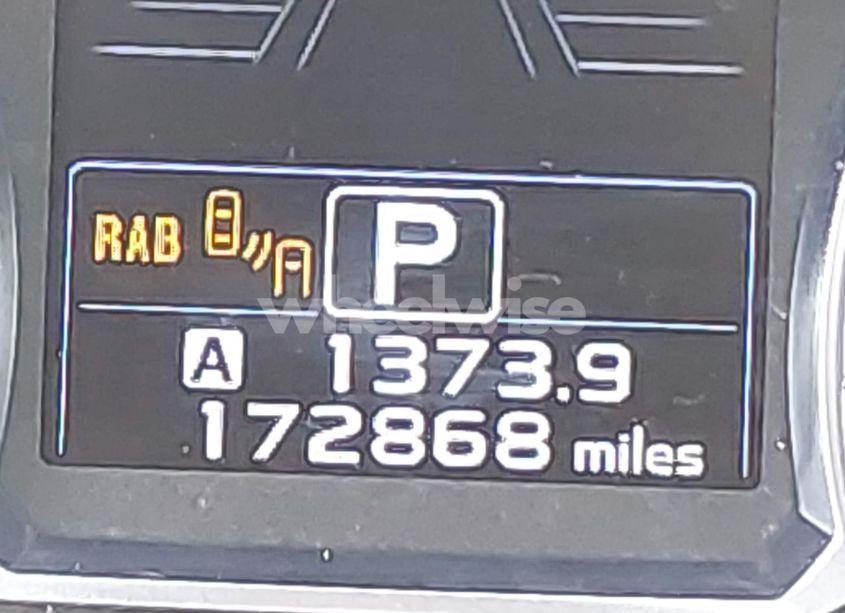 RAB P
wheelwise
A 1373.9
172868 miles